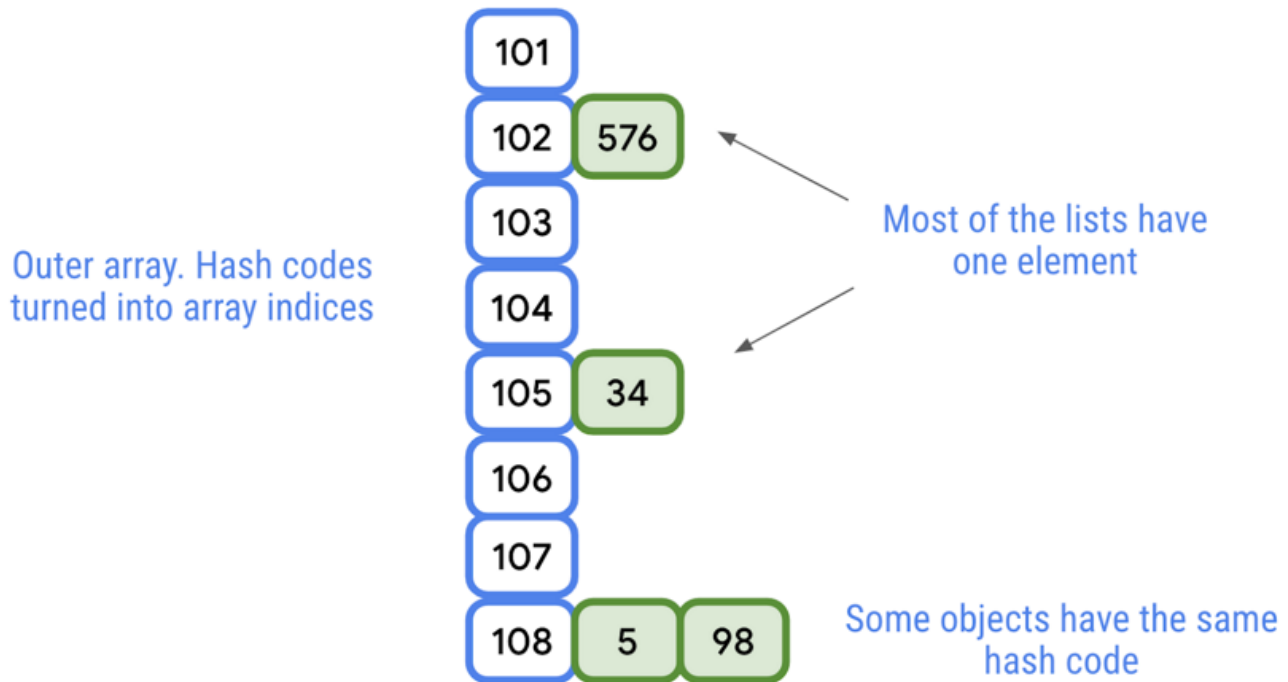 101
102 576
103
104
105 34
106
107
108 5 98
Outer array. Hash codes
turned into array indices
Most of the lists have
one element
Some objects have the same
hash code